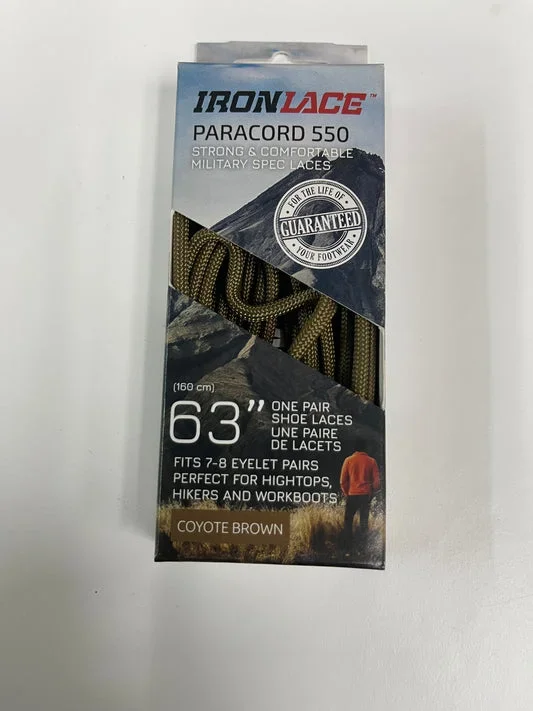 IRONLACE™
PARACORD 550
STRONG & COMFORTABLE
MILITARY SPEC LACES
FOR THE LIFE OF
GUARANTEED
YOUR FOOTWEAR
(160 cm)
63”
ONE PAIR
SHOE LACES
UNE PAIRE
DE LACETS
FITS 7-8 EYELET PAIRS
PERFECT FOR HIGHTOPS,
HIKERS AND WORKBOOTS
COYOTE BROWN